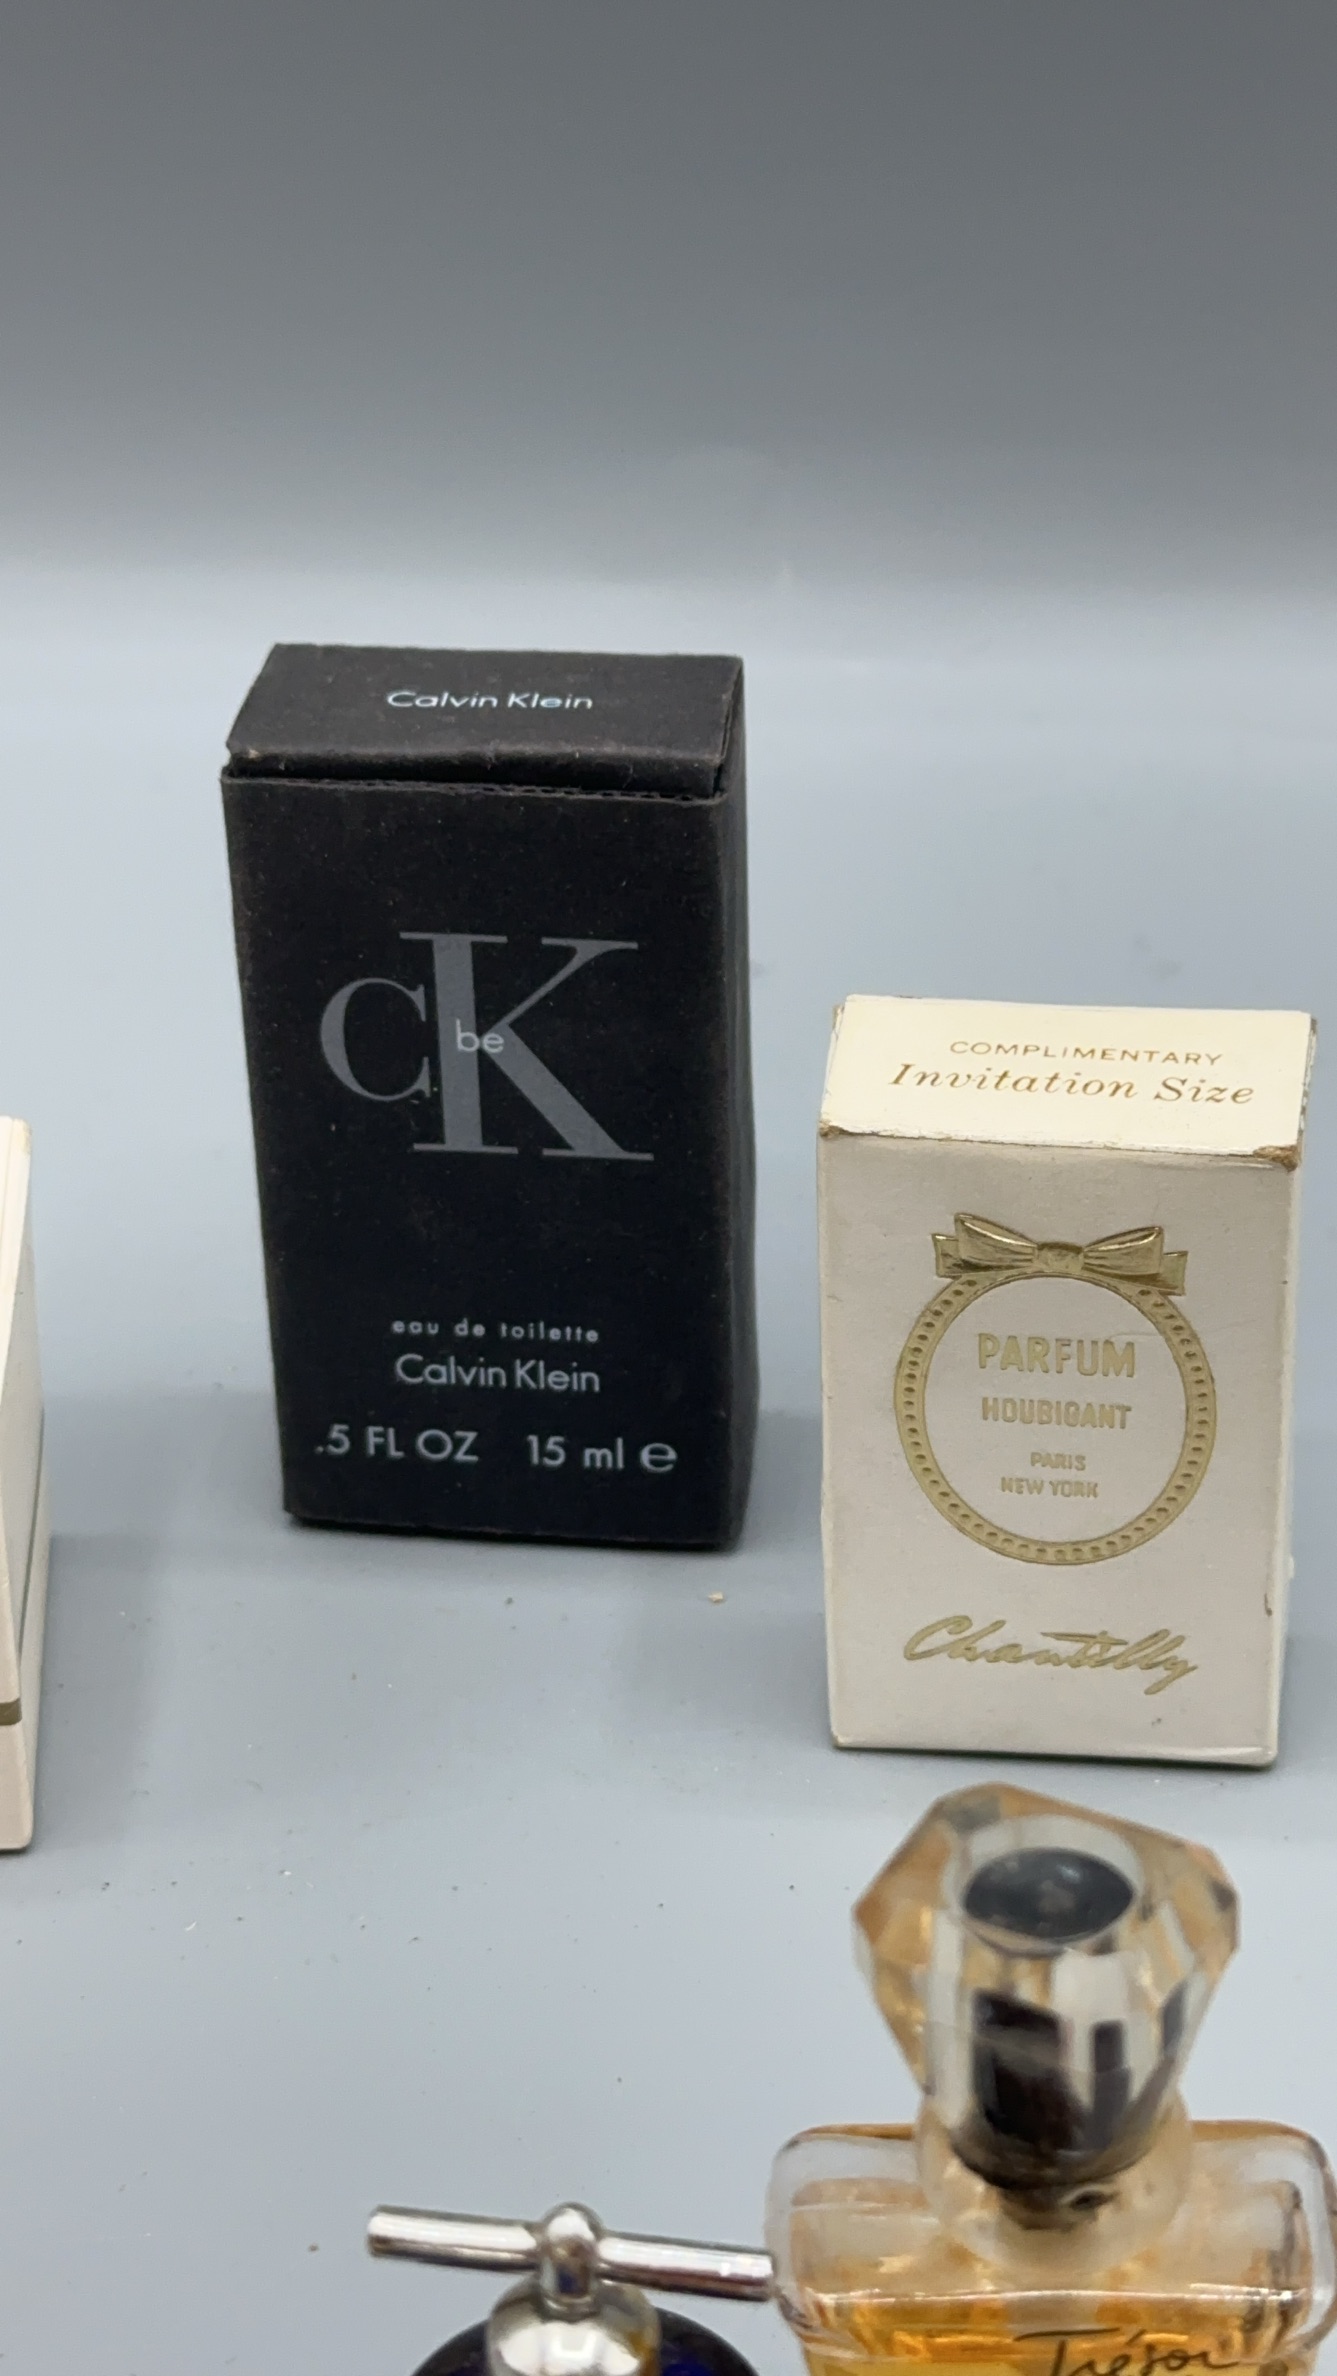 Calvin Klein
cK
be
eau de toilette
Calvin Klein
.5 FL OZ 15 ml e
COMPLIMENTARY
Invitation Size
PARFUM
HOUBIGANT
PARIS
NEW YORK
Chantilly
Trésor